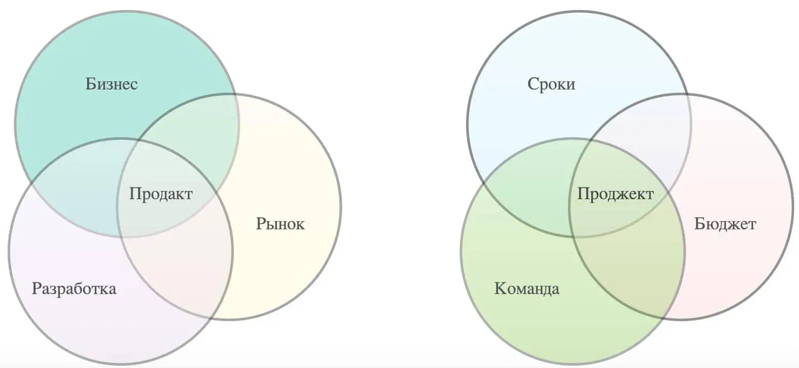 Бизнес
Продакт
Рынок
Разработка
Сроки
Проджект
Бюджет
Команда